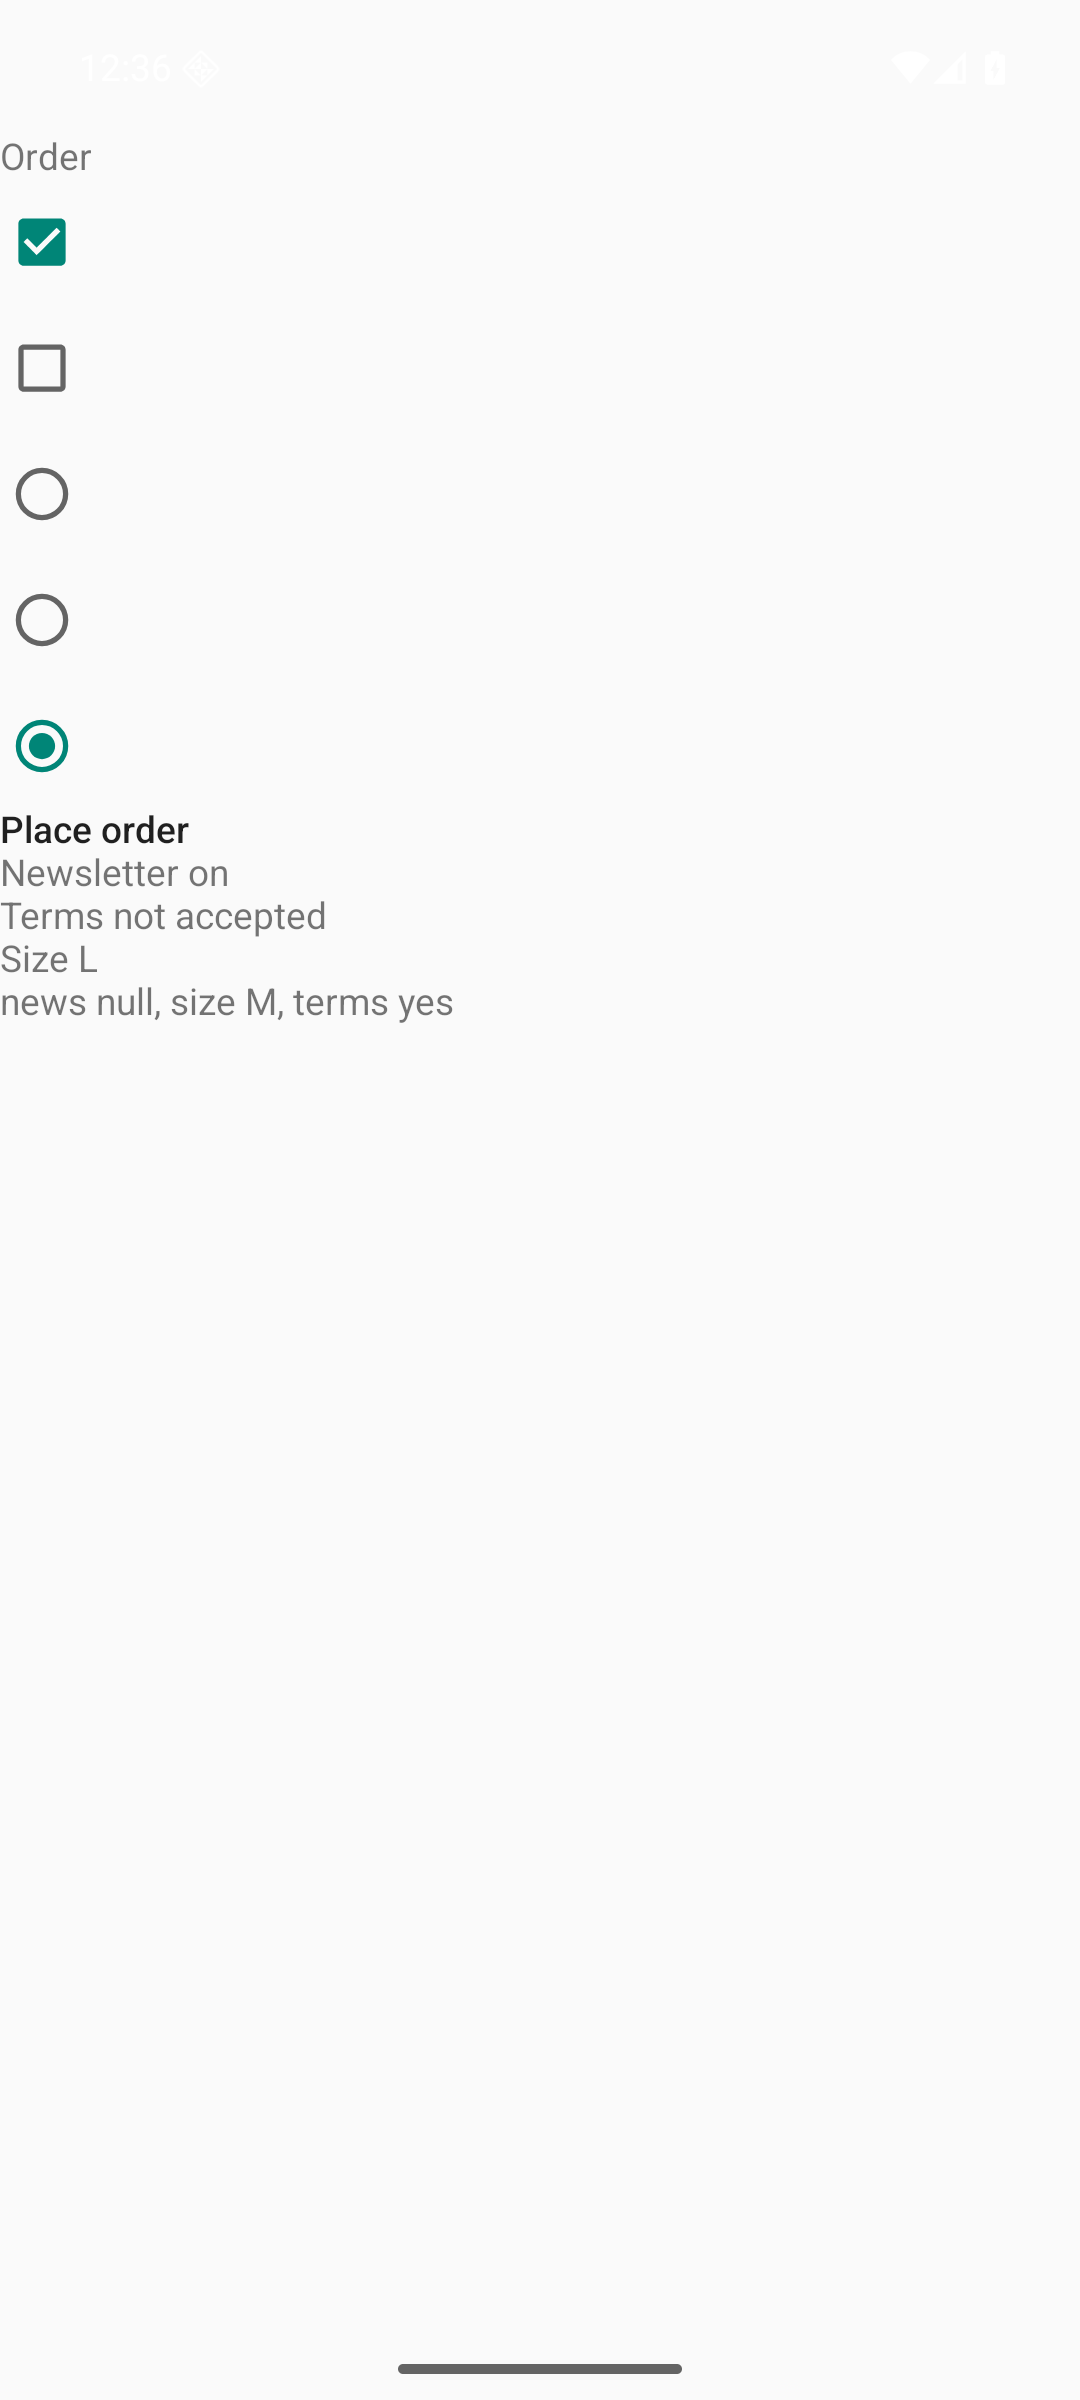 12:36
Order
Place order
Newsletter on
Terms not accepted
Size L
news null, size M, terms yes